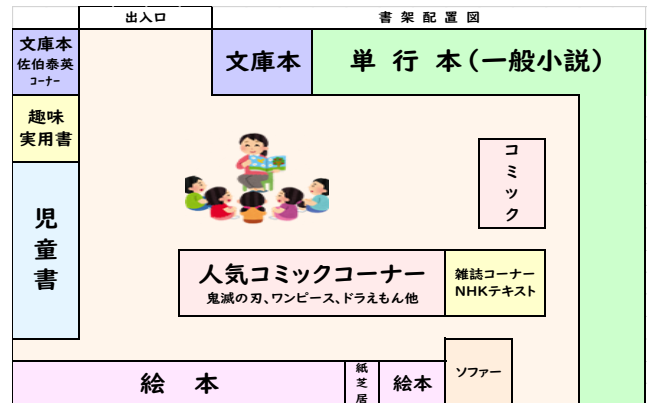 出入口
書架配置図
文庫本
佐伯泰英
コーナー
文庫本
単行本(一般小説)
趣味
実用書
コミック
児童書
人気コミックコーナー
鬼滅の刃、ワンピース、ドラえもん他
雑誌コーナー
NHKテキスト
絵本
紙芝居
絵本
ソファー